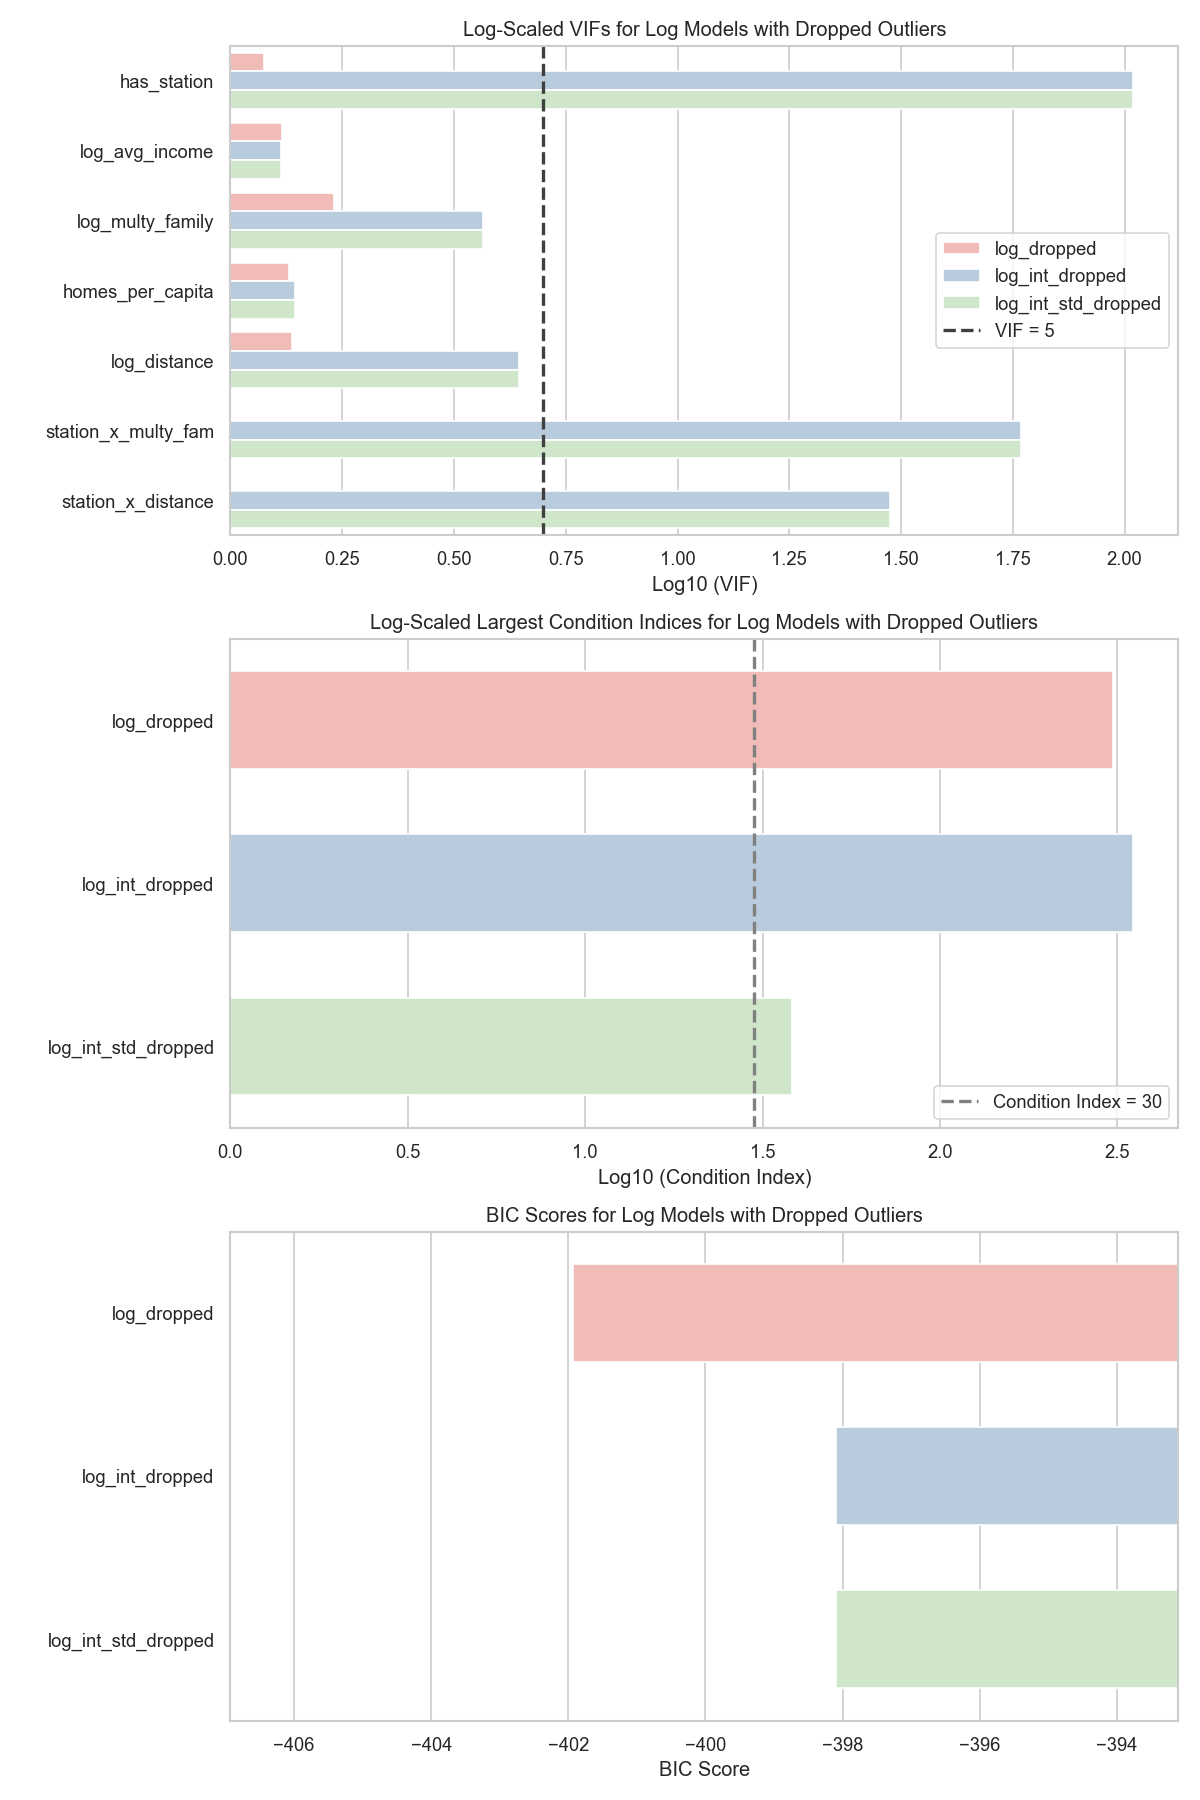 Log-Scaled VIFs for Log Models with Dropped Outliers
has_station
log_avg_income
log_multy_family
homes_per_capita
log_distance
station_x_multy_fam
station_x_distance
log_dropped
log_int_dropped
log_int_std_dropped
VIF = 5
0.00 0.25 0.50 0.75 1.00 1.25 1.50 1.75 2.00
Log10 (VIF)
Log-Scaled Largest Condition Indices for Log Models with Dropped Outliers
log_dropped
log_int_dropped
log_int_std_dropped
Condition Index = 30
0.0 0.5 1.0 1.5 2.0 2.5
Log10 (Condition Index)
BIC Scores for Log Models with Dropped Outliers
log_dropped
log_int_dropped
log_int_std_dropped
−406 −404 −402 −400 −398 −396 −394
BIC Score